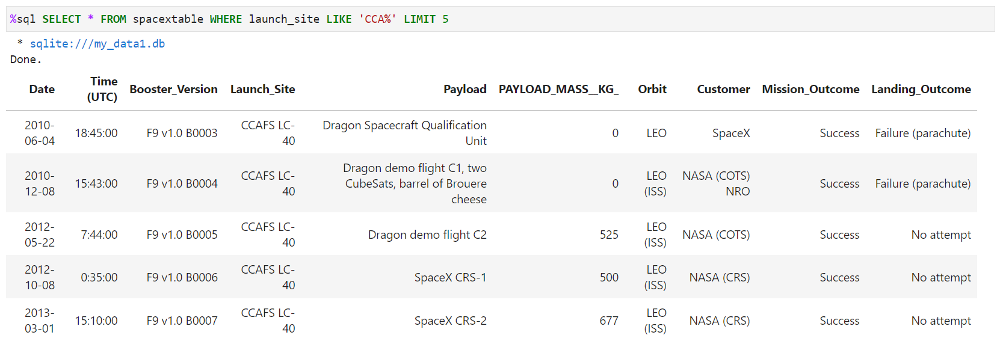 %sql SELECT * FROM spacextable WHERE launch_site LIKE 'CCA%' LIMIT 5
* sqlite:///my_data1.db
Done.
Date Time (UTC) Booster_Version Launch_Site Payload PAYLOAD_MASS__KG_ Orbit Customer Mission_Outcome Landing_Outcome
2010-06-04 18:45:00 F9 v1.0 B0003 CCAFS LC-40 Dragon Spacecraft Qualification Unit 0 LEO SpaceX Success Failure (parachute)
2010-12-08 15:43:00 F9 v1.0 B0004 CCAFS LC-40 Dragon demo flight C1, two CubeSats, barrel of Brouere cheese 0 LEO (ISS) NASA (COTS) NRO Success Failure (parachute)
2012-05-22 7:44:00 F9 v1.0 B0005 CCAFS LC-40 Dragon demo flight C2 525 LEO (ISS) NASA (COTS) Success No attempt
2012-10-08 0:35:00 F9 v1.0 B0006 CCAFS LC-40 SpaceX CRS-1 500 LEO (ISS) NASA (CRS) Success No attempt
2013-03-01 15:10:00 F9 v1.0 B0007 CCAFS LC-40 SpaceX CRS-2 677 LEO (ISS) NASA (CRS) Success No attempt